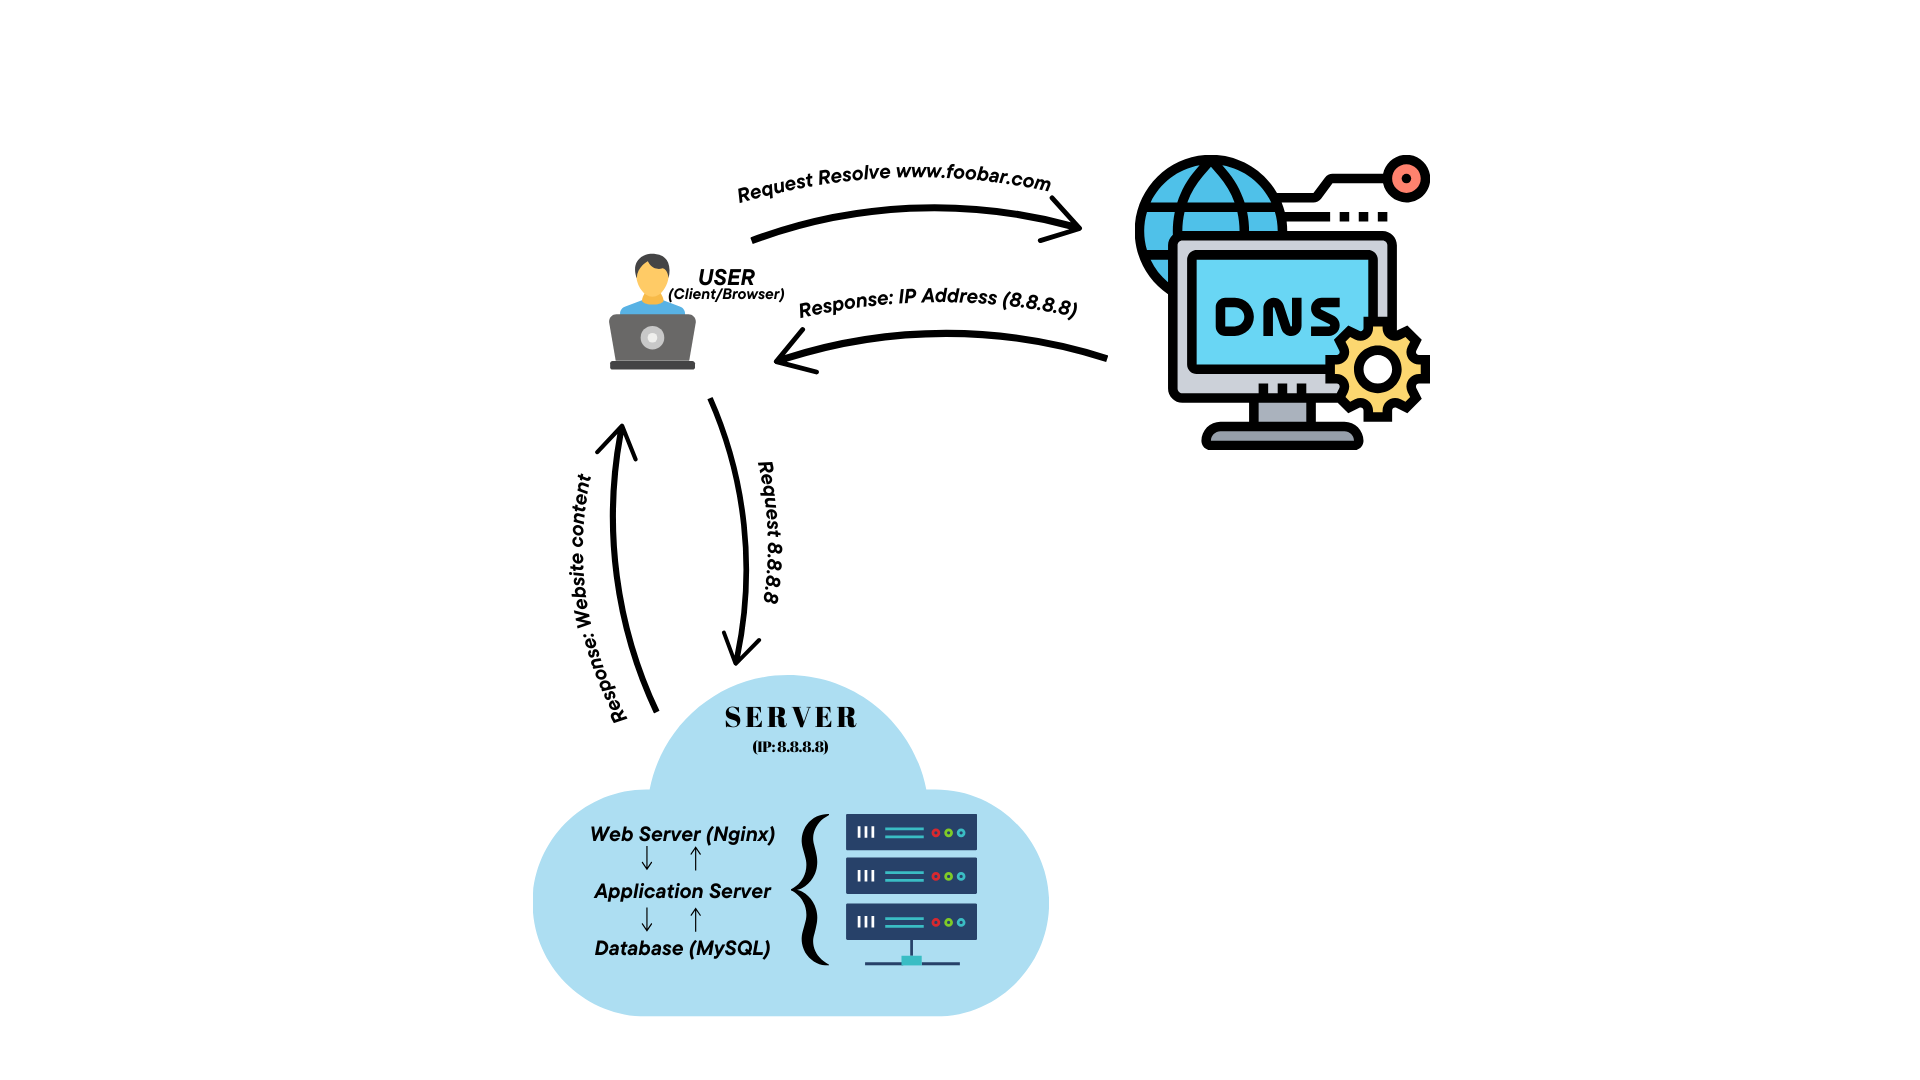 Request Resolve www.foobar.com
USER
(Client/Browser)
Response: IP Address (8.8.8.8)
DNS
Response: Website content
Request 8.8.8.8
SERVER
(IP: 8.8.8.8)
Web Server (Nginx)
Application Server
Database (MySQL)